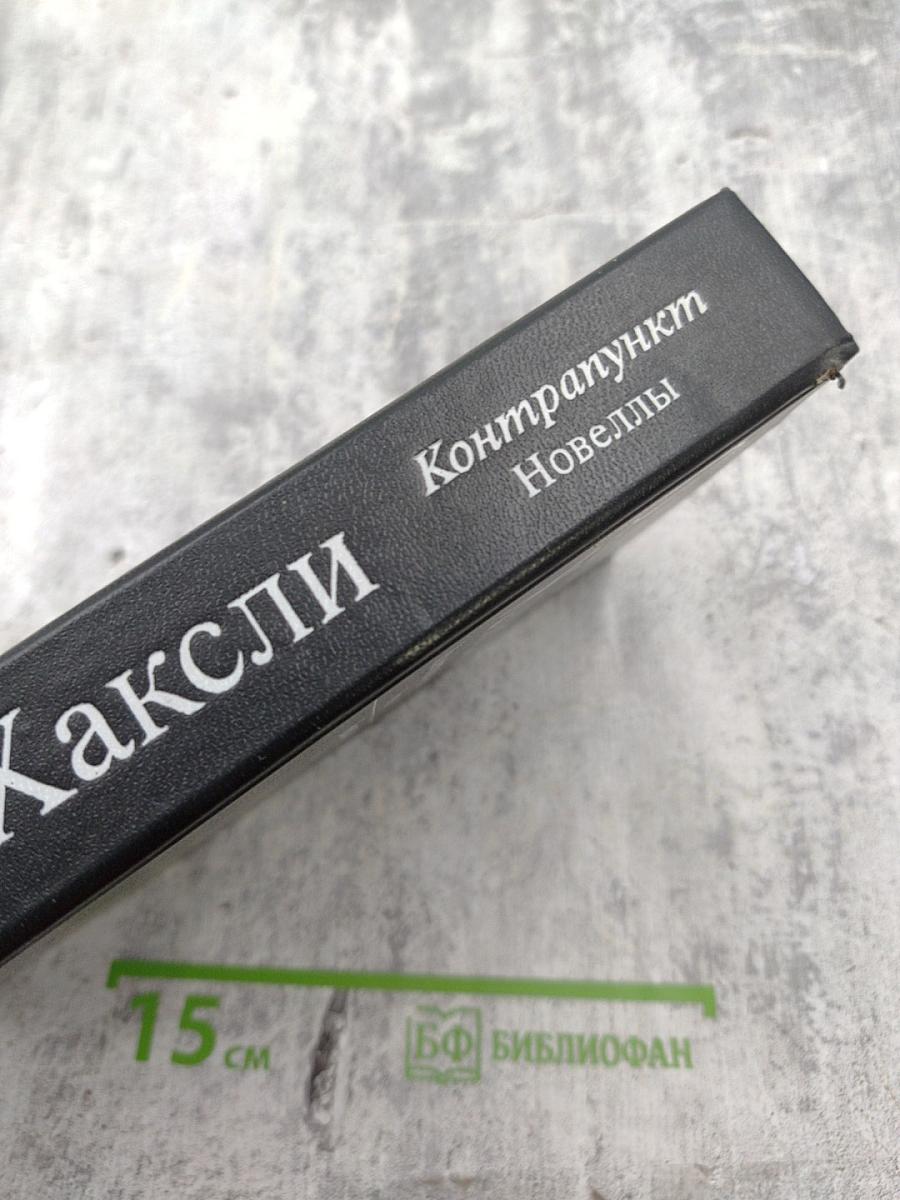 Хаксли
Контрапункт
Новеллы
15 см
БФ БИБЛИОФАН